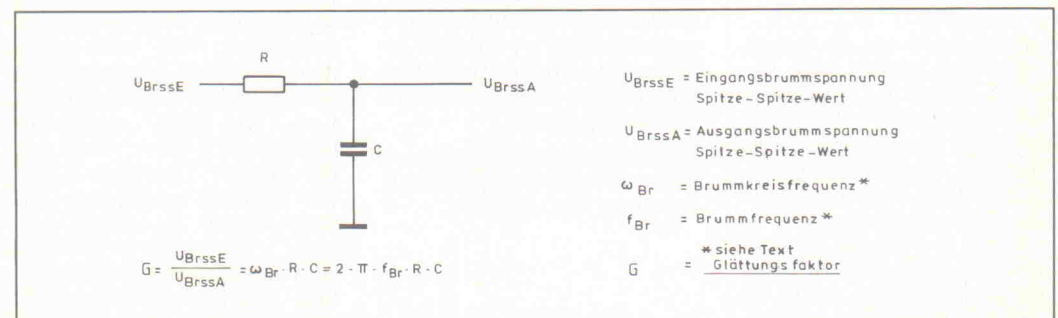 R
U_BrssE
U_BrssA
C
G = U_BrssE / U_BrssA = ω_Br · R · C = 2 · π · f_Br · R · C
U_BrssE = Eingangsbrummspannung
Spitze-Spitze-Wert
U_BrssA = Ausgangsbrummspannung
Spitze-Spitze-Wert
ω_Br = Brummkreisfrequenz*
f_Br = Brummfrequenz*
* siehe Text
G = Glättungsfaktor